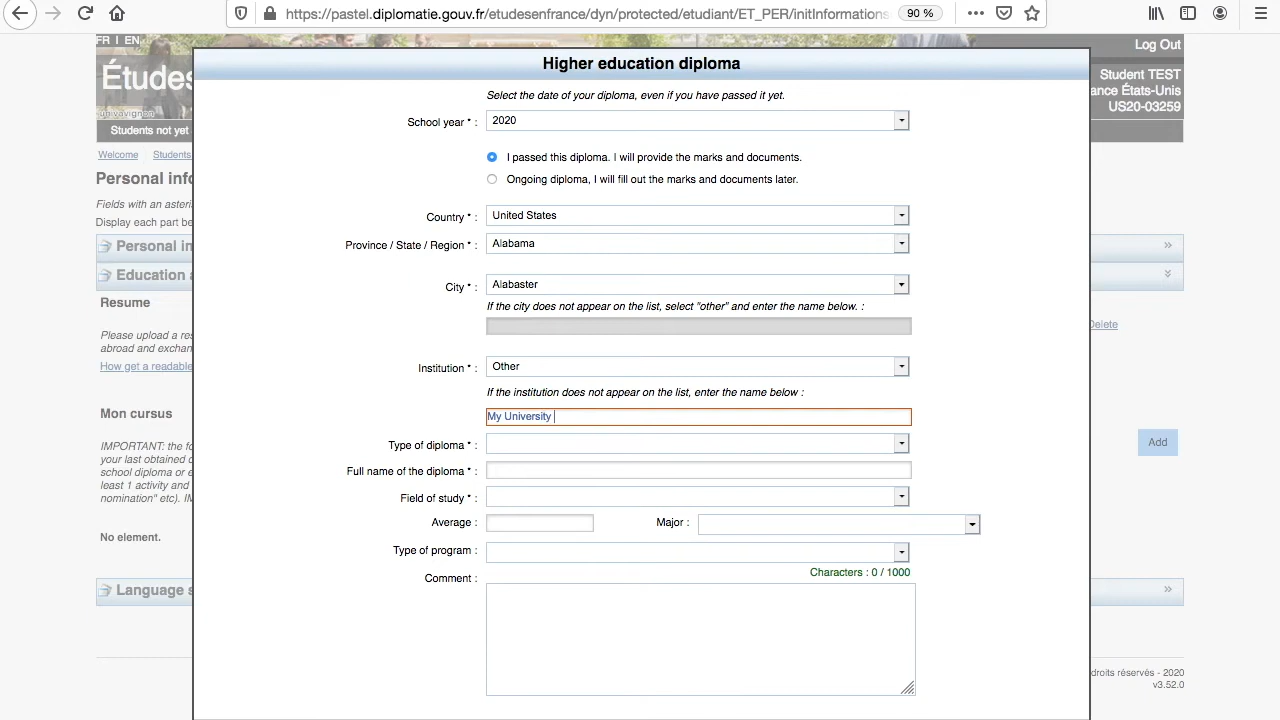 https://pastel.diplomatie.gouv.fr/etudesenfrance/dyn/protected/etudiant/ET_PER/initInformations
90 %
FR | EN
Log Out
Études
Student TEST
ance États-Unis
US20-03259
univavignon
Students not yet
Welcome
Students
Personal info
Fields with an asteri
Display each part be
Personal in
Education a
Resume
Please upload a res
abroad and exchan
How get a readable
Delete
Mon cursus
IMPORTANT: the fo
your last obtained d
school diploma or e
least 1 activity and
nomination" etc). IM
Add
No element.
Language s
droits réservés - 2020
v3.52.0
Higher education diploma
Select the date of your diploma, even if you have passed it yet.
School year * : 2020
I passed this diploma. I will provide the marks and documents.
Ongoing diploma, I will fill out the marks and documents later.
Country * : United States
Province / State / Region * : Alabama
City * : Alabaster
If the city does not appear on the list, select "other" and enter the name below. :
Institution * : Other
If the institution does not appear on the list, enter the name below :
My University
Type of diploma * :
Full name of the diploma * :
Field of study * :
Average : Major :
Type of program :
Characters : 0 / 1000
Comment :